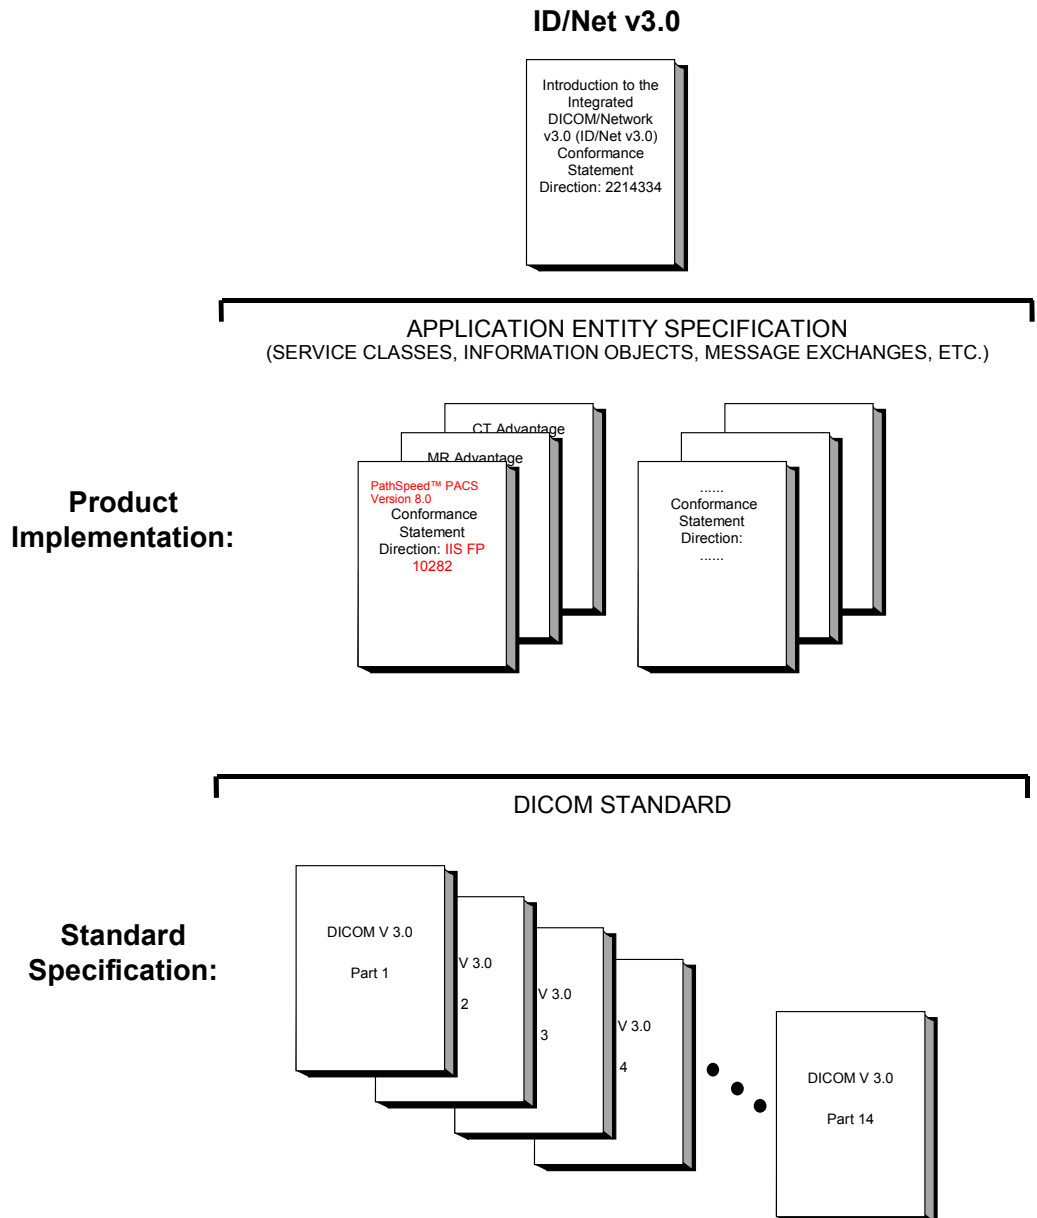 ID/Net v3.0
Introduction to the
Integrated
DICOM/Network
v3.0 (ID/Net v3.0)
Conformance
Statement
Direction: 2214334
APPLICATION ENTITY SPECIFICATION
(SERVICE CLASSES, INFORMATION OBJECTS, MESSAGE EXCHANGES, ETC.)
Product
Implementation:
CT Advantage
MR Advantage
PathSpeed™ PACS
Version 8.0
Conformance
Statement
Direction: IIS FP
10282
......
Conformance
Statement
Direction:
......
DICOM STANDARD
Standard
Specification:
DICOM V 3.0
Part 1
V 3.0
2
V 3.0
3
V 3.0
4
DICOM V 3.0
Part 14